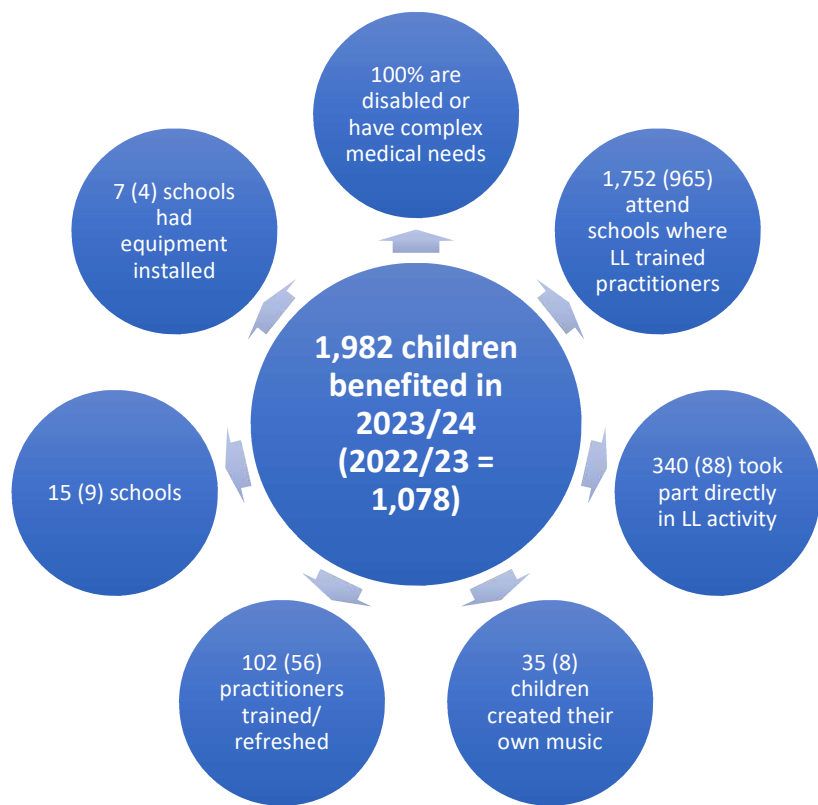 100% are
disabled or
have complex
medical needs
1,752 (965)
attend
schools where
LL trained
practitioners
340 (88) took
part directly
in LL activity
35 (8)
children
created their
own music
102 (56)
practitioners
trained/
refreshed
15 (9) schools
7 (4) schools
had
equipment
installed
1,982 children
benefited in
2023/24
(2022/23 =
1,078)